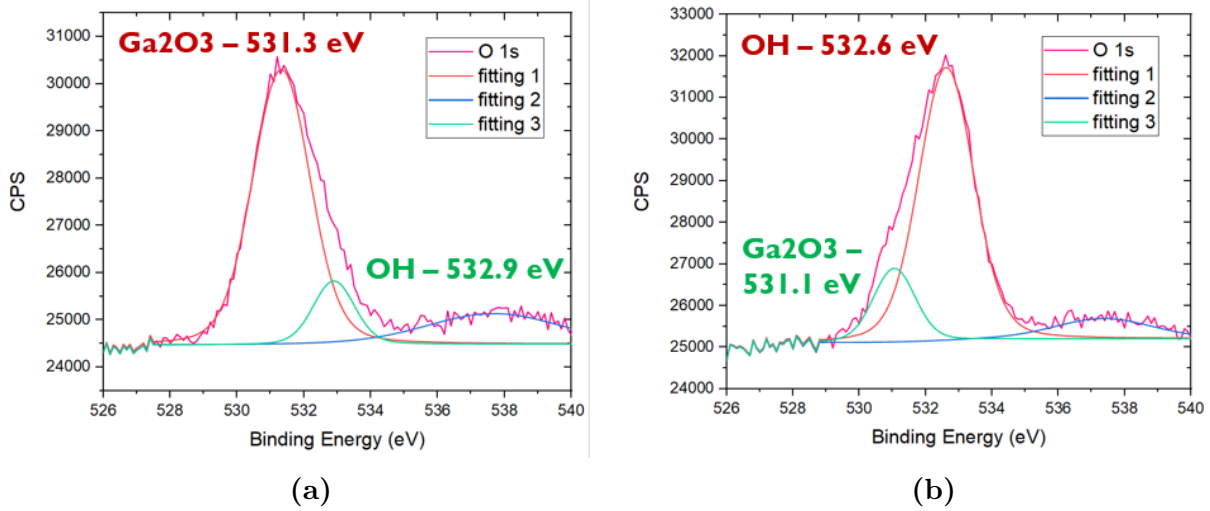 Ga2O3 – 531.3 eV
O 1s
fitting 1
fitting 2
fitting 3
OH – 532.9 eV
31000
30000
29000
28000
27000
26000
25000
24000
CPS
526 528 530 532 534 536 538 540
Binding Energy (eV)
(a)
OH – 532.6 eV
O 1s
fitting 1
fitting 2
fitting 3
Ga2O3 –
531.1 eV
33000
32000
31000
30000
29000
28000
27000
26000
25000
24000
CPS
526 528 530 532 534 536 538 540
Binding Energy (eV)
(b)